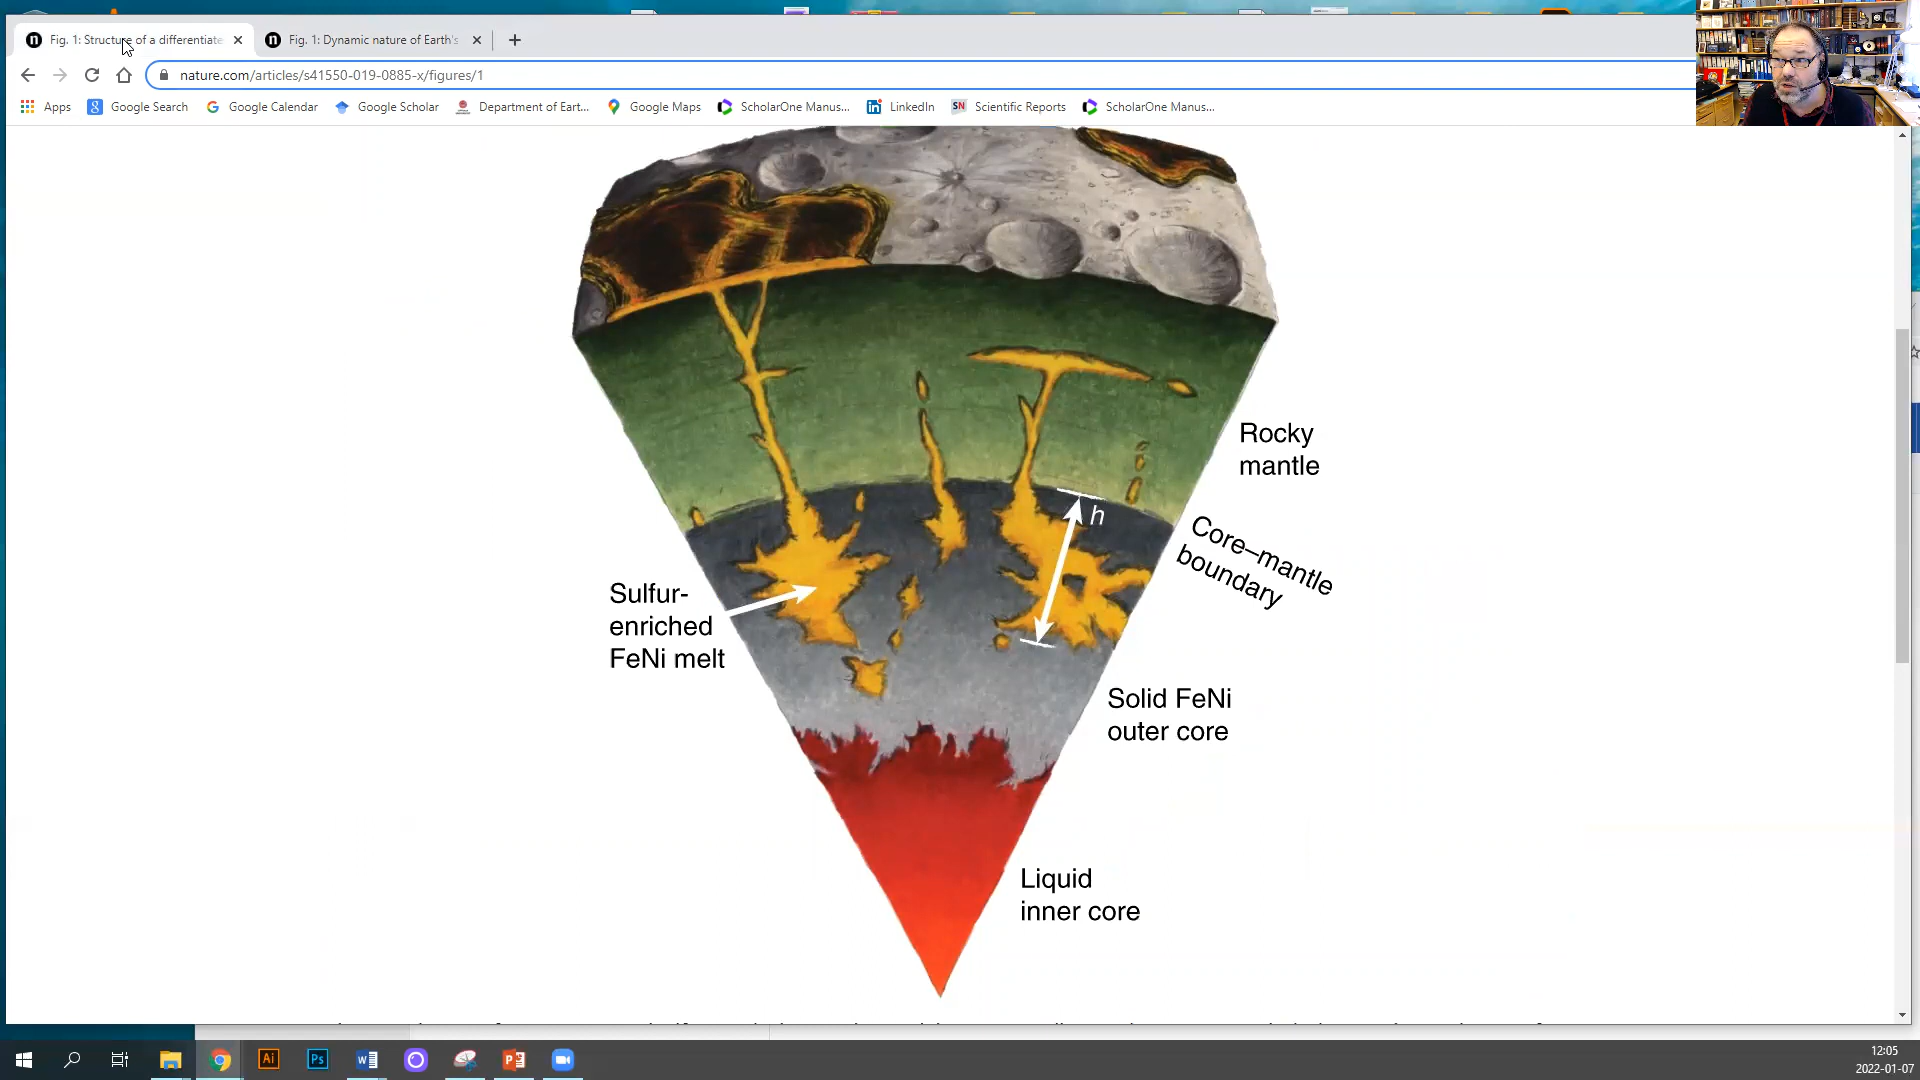 Fig. 1: Structure of a differentiate
Fig. 1: Dynamic nature of Earth's
nature.com/articles/s41550-019-0885-x/figures/1
Apps
Google Search
Google Calendar
Google Scholar
Department of Eart...
Google Maps
ScholarOne Manus...
LinkedIn
SN
Scientific Reports
ScholarOne Manus...
Rocky
mantle
h
Core–mantle
boundary
Sulfur-
enriched
FeNi melt
Solid FeNi
outer core
Liquid
inner core
Ai
Ps
12:05
2022-01-07